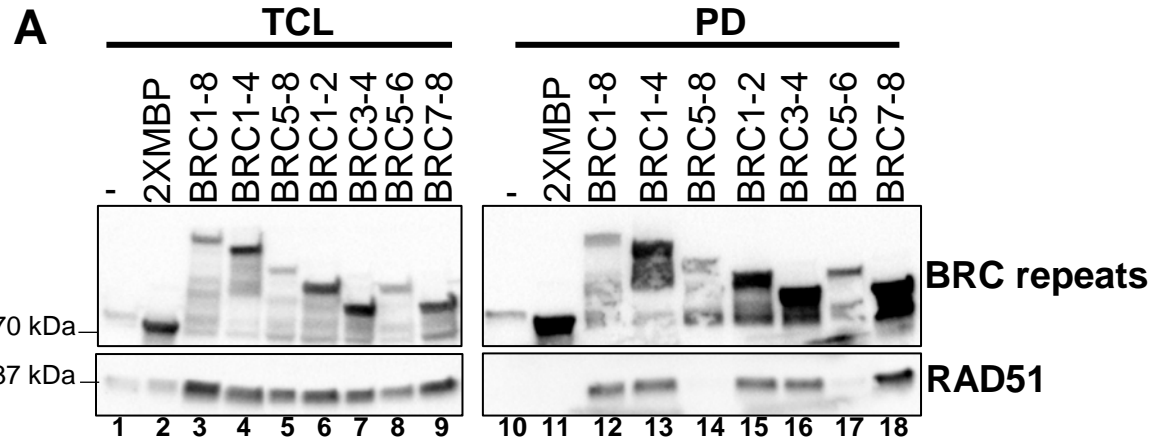 A
TCL PD
- 2XMBP BRC1-8 BRC1-4 BRC5-8 BRC1-2 BRC3-4 BRC5-6 BRC7-8 - 2XMBP BRC1-8 BRC1-4 BRC5-8 BRC1-2 BRC3-4 BRC5-6 BRC7-8
BRC repeats
70 kDa
37 kDa RAD51
1 2 3 4 5 6 7 8 9 10 11 12 13 14 15 16 17 18